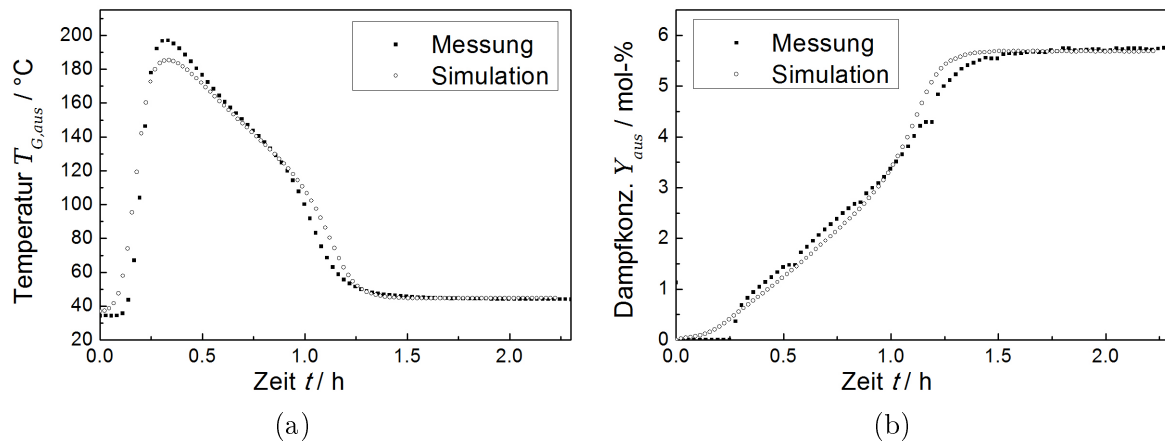 Temperatur T_G,aus / °C
200
180
160
140
120
100
80
60
40
20
Messung
Simulation
0.0 0.5 1.0 1.5 2.0
Zeit t / h
(a)
Dampfkonz. Y_aus / mol-%
6
5
4
3
2
1
0
Messung
Simulation
0.0 0.5 1.0 1.5 2.0
Zeit t / h
(b)